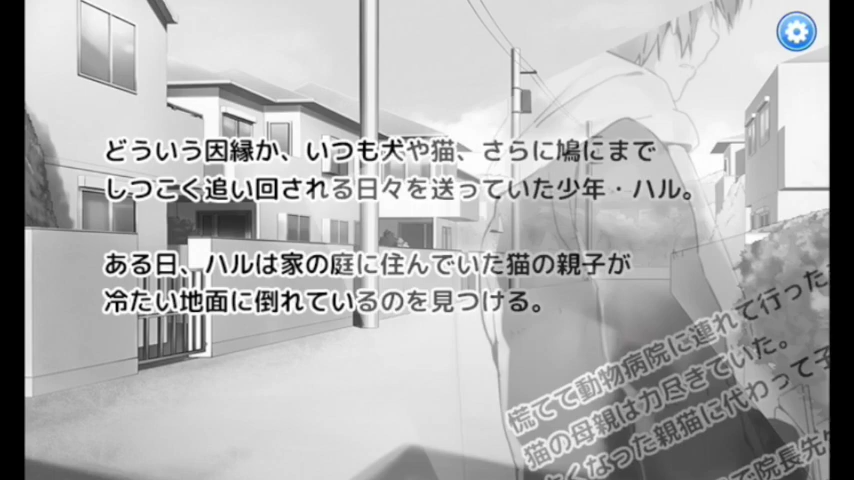 どういう因縁か、いつも犬や猫、さらに鳩にまで
しつこく追い回される日々を送っていた少年・ハル。
ある日、ハルは家の庭に住んでいた猫の親子が
冷たい地面に倒れているのを見つける。
慌てて動物病院に連れて行った
猫の母親は力尽きていた。
くなった親猫に代わって子
で院長先生